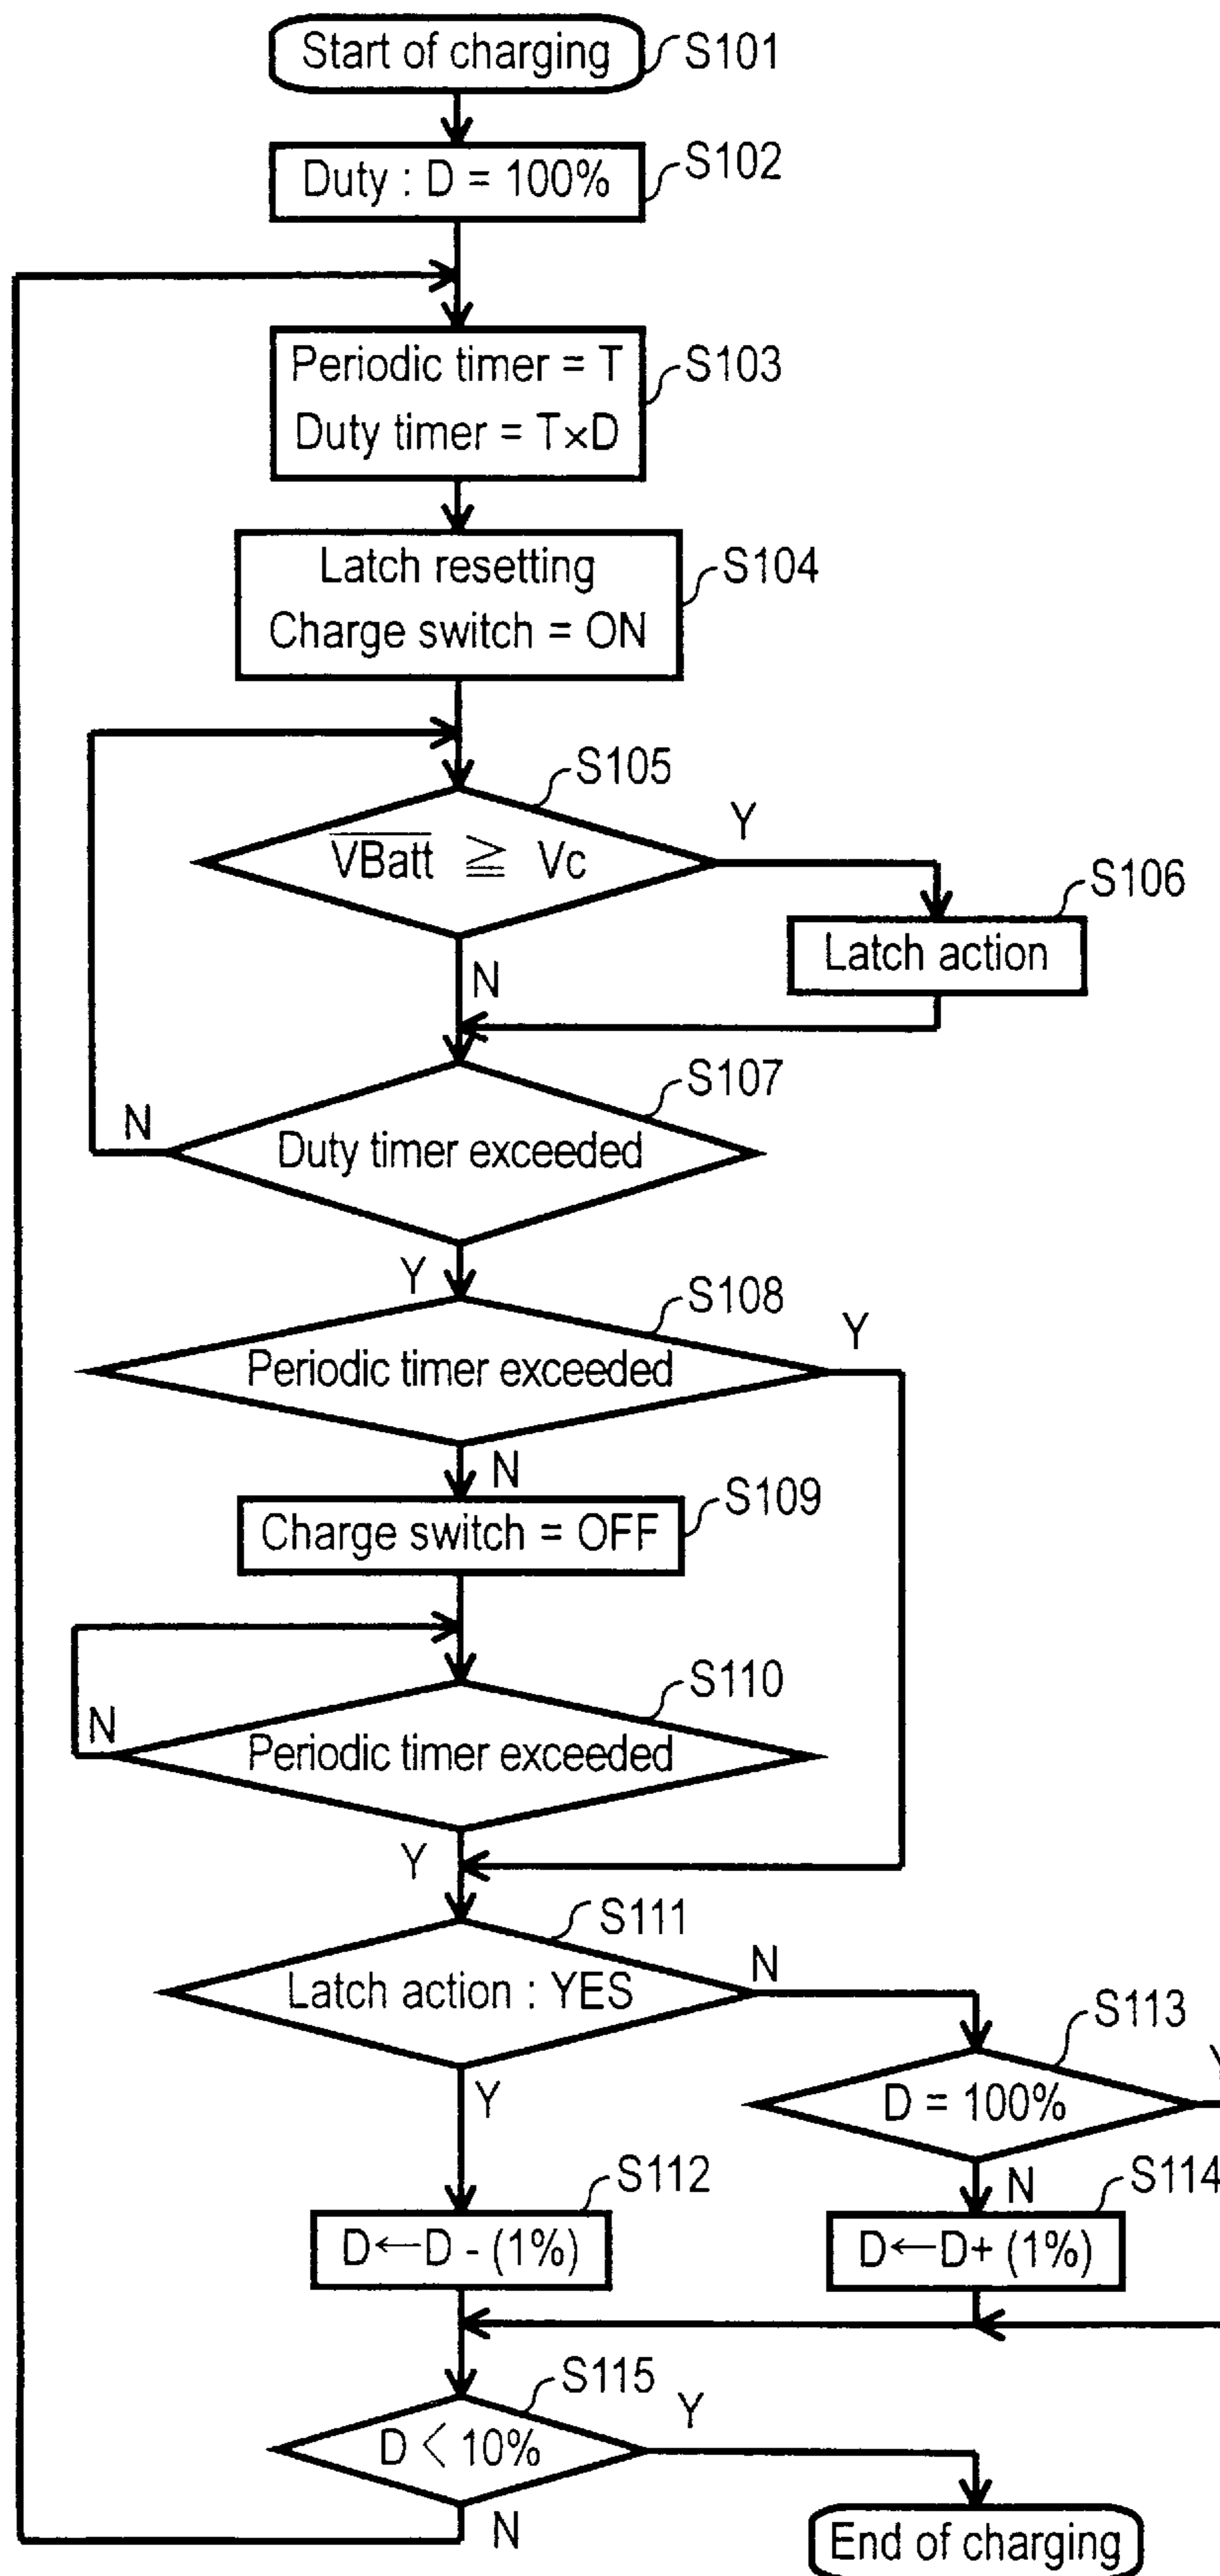 Start of charging
S101
Duty : D = 100%
S102
Periodic timer = T
Duty timer = T×D
S103
Latch resetting
Charge switch = ON
S104
S105
VBatt ≧ Vc
Y
S106
Latch action
N
S107
N
Duty timer exceeded
Y
S108
Y
Periodic timer exceeded
N
S109
Charge switch = OFF
S110
N
Periodic timer exceeded
Y
S111
N
Latch action : YES
S113
Y
D = 100%
Y
S112
N
S114
D←D - (1%)
D←D+ (1%)
S115
Y
D < 10%
N
End of charging